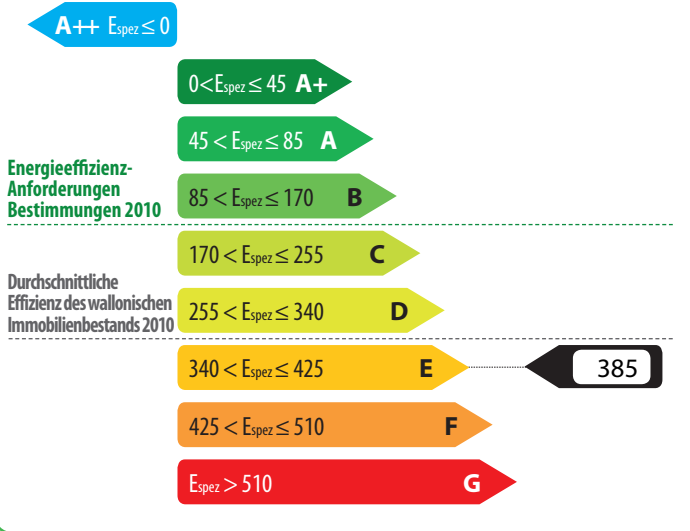 A++ Espez ≤ 0
0<Espez ≤ 45 A+
45 < Espez ≤ 85 A
Energieeffizienz-
Anforderungen
Bestimmungen 2010
85 < Espez ≤ 170 B
170 < Espez ≤ 255 C
Durchschnittliche
Effizienz des wallonischen
Immobilienbestands 2010
255 < Espez ≤ 340 D
340 < Espez ≤ 425 E
385
425 < Espez ≤ 510 F
Espez > 510 G